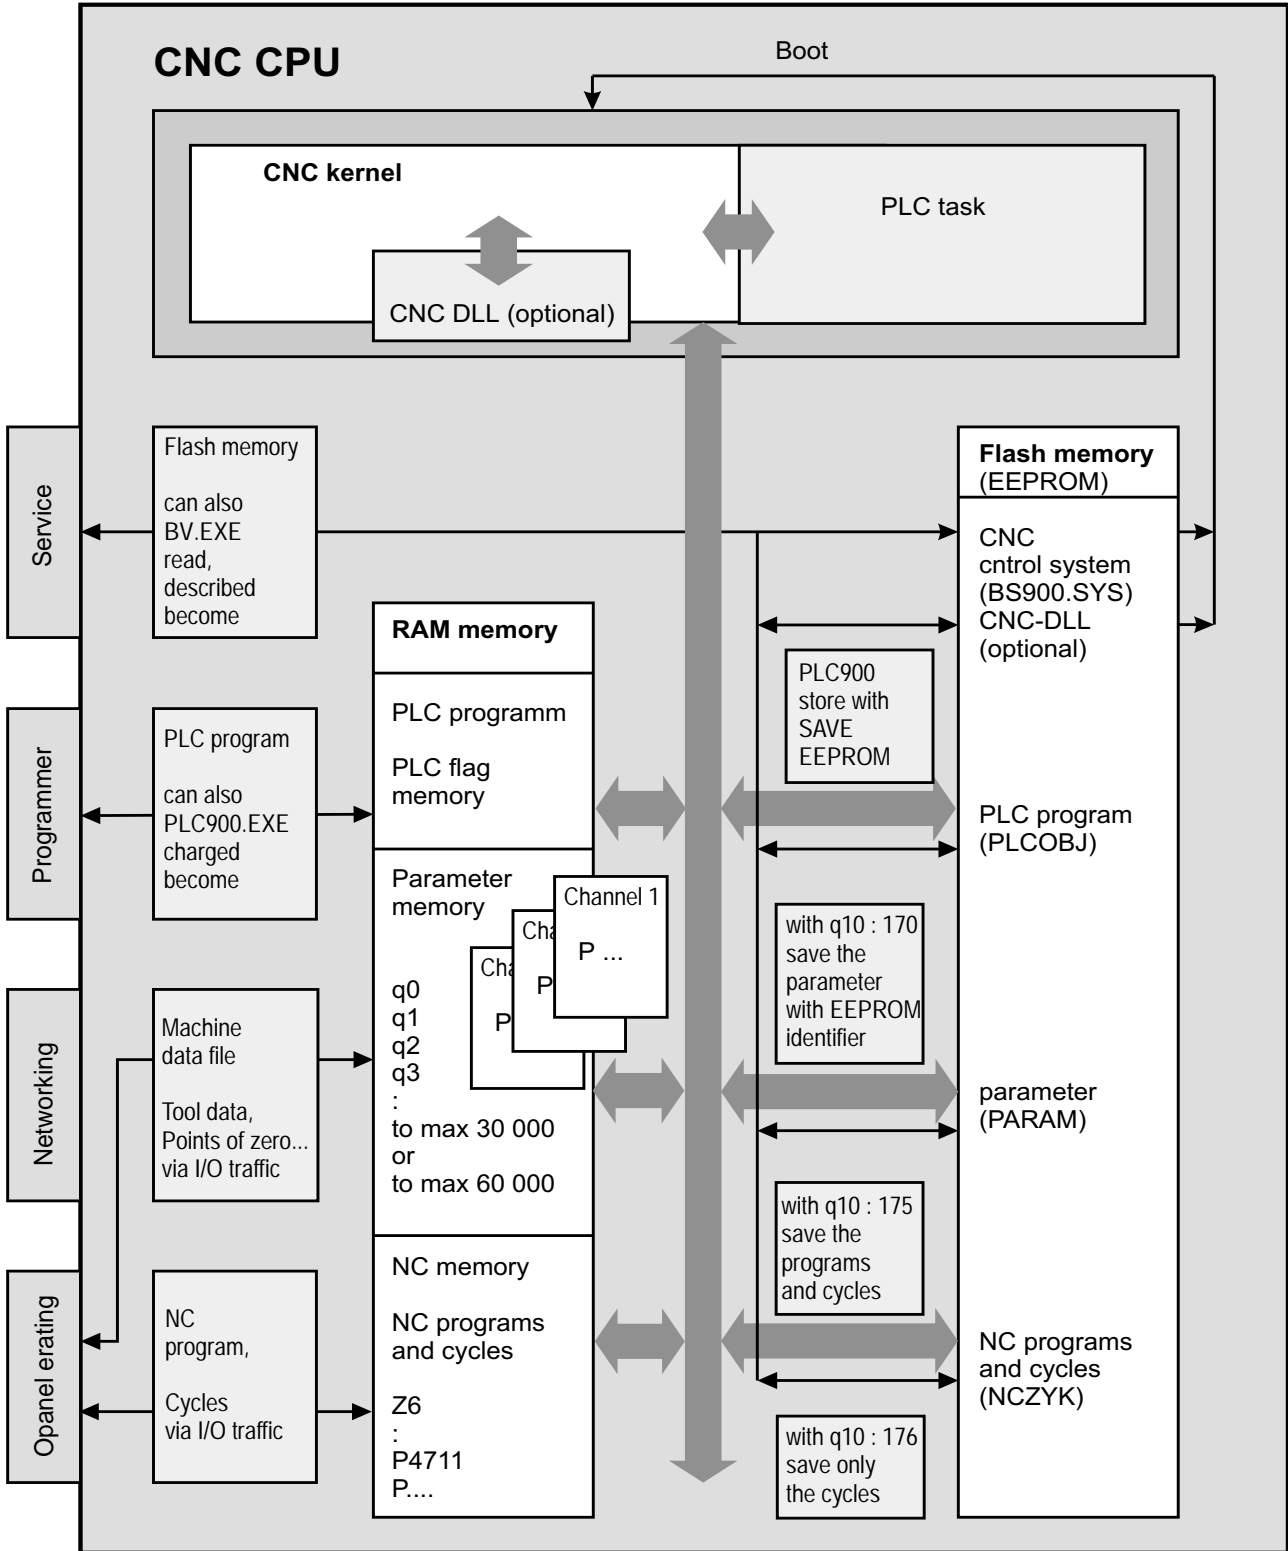 CNC CPU
Boot
CNC kernel
PLC task
CNC DLL (optional)
Service
Flash memory
can also
BV.EXE
read,
described
become
Programmer
PLC program
can also
PLC900.EXE
charged
become
Networking
Machine
data file
Tool data,
Points of zero...
via I/O traffic
Opanel erating
NC
program,
Cycles
via I/O traffic
RAM memory
PLC programm
PLC flag
memory
Parameter
memory
q0
q1
q2
q3
:
to max 30 000
or
to max 60 000
Channel 1
P ...
Cha
P
Cha
P
NC memory
NC programs
and cycles
Z6
:
P4711
P....
PLC900
store with
SAVE
EEPROM
with q10 : 170
save the
parameter
with EEPROM
identifier
with q10 : 175
save the
programs
and cycles
with q10 : 176
save only
the cycles
Flash memory
(EEPROM)
CNC
cntrol system
(BS900.SYS)
CNC-DLL
(optional)
PLC program
(PLCOBJ)
parameter
(PARAM)
NC programs
and cycles
(NCZYK)